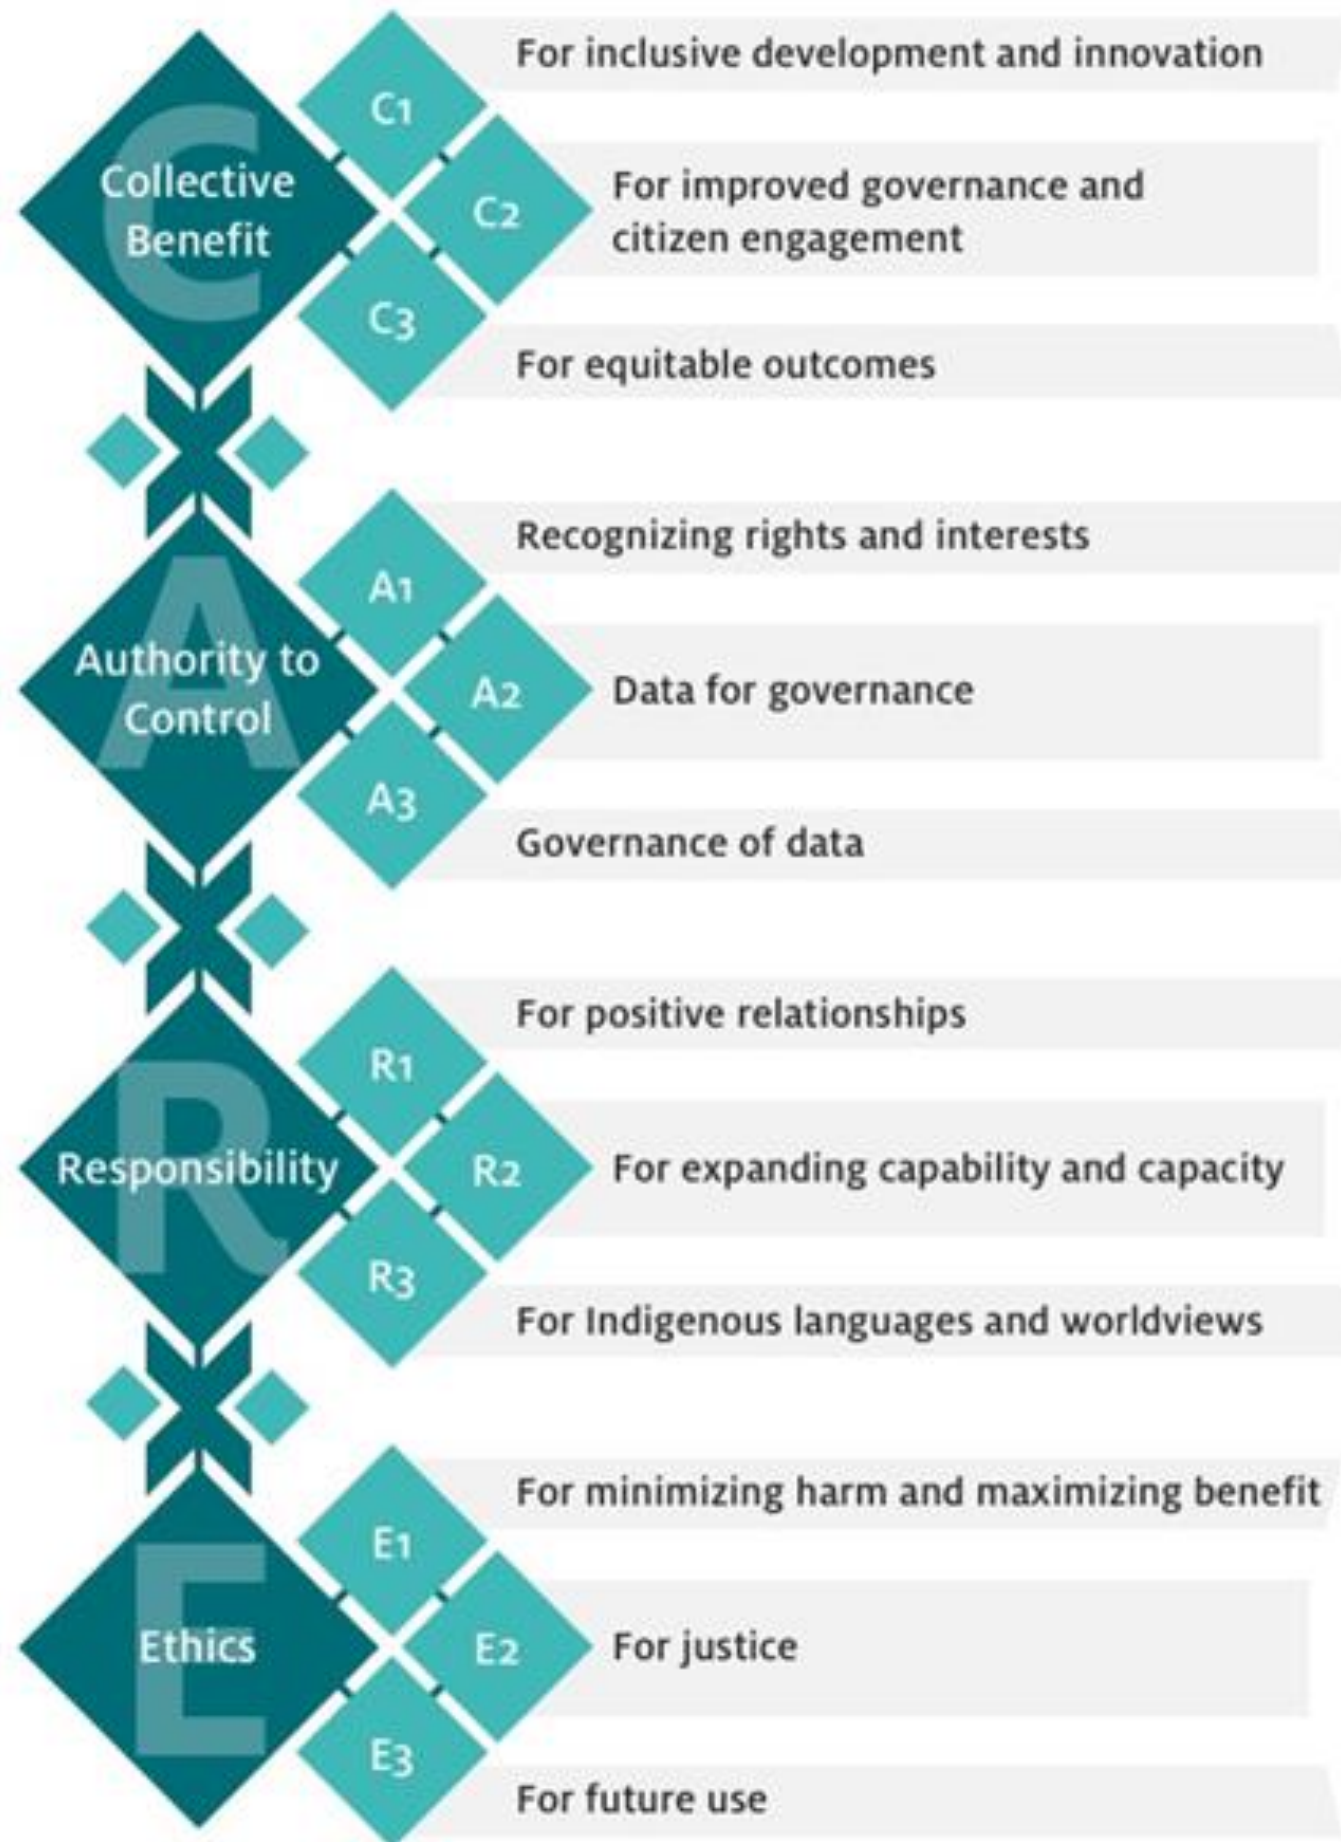 C
Collective
Benefit
C1
For inclusive development and innovation
C2
For improved governance and
citizen engagement
C3
For equitable outcomes
A
Authority to
Control
A1
Recognizing rights and interests
A2
Data for governance
A3
Governance of data
R
Responsibility
R1
For positive relationships
R2
For expanding capability and capacity
R3
For Indigenous languages and worldviews
E
Ethics
E1
For minimizing harm and maximizing benefit
E2
For justice
E3
For future use